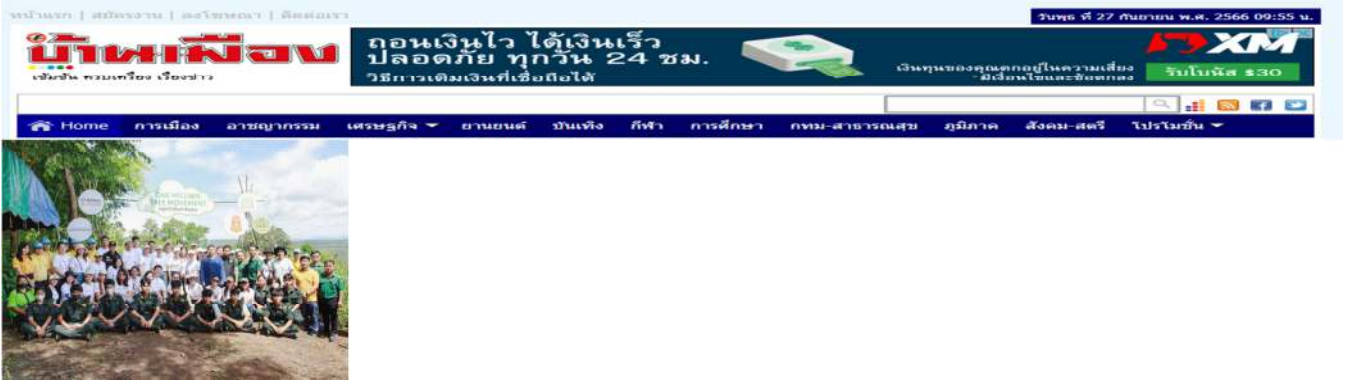 หน้าแรก | สมัครงาน | ลงโฆษณา | ติดต่อเรา
วันพุธ ที่ 27 กันยายน พ.ศ. 2566 09:55 น.
บ้านเมือง
เข้มข้น ครบเครื่อง เรื่องข่าว
ถอนเงินไว ได้เงินเร็ว
ปลอดภัย ทุกวัน 24 ชม.
วิธีการเติมเงินที่เชื่อถือได้
เงินทุนของคุณตกอยู่ในความเสี่ยง
*มีเงื่อนไขและข้อตกลง
XM
รับโบนัส $30
Home การเมือง อาชญากรรม เศรษฐกิจ ยานยนต์ บันเทิง กีฬา การศึกษา กทม-สาธารณสุข ภูมิภาค สังคม-สตรี โปรโมชั่น
ONE MILLION
TREE MOVEMENT